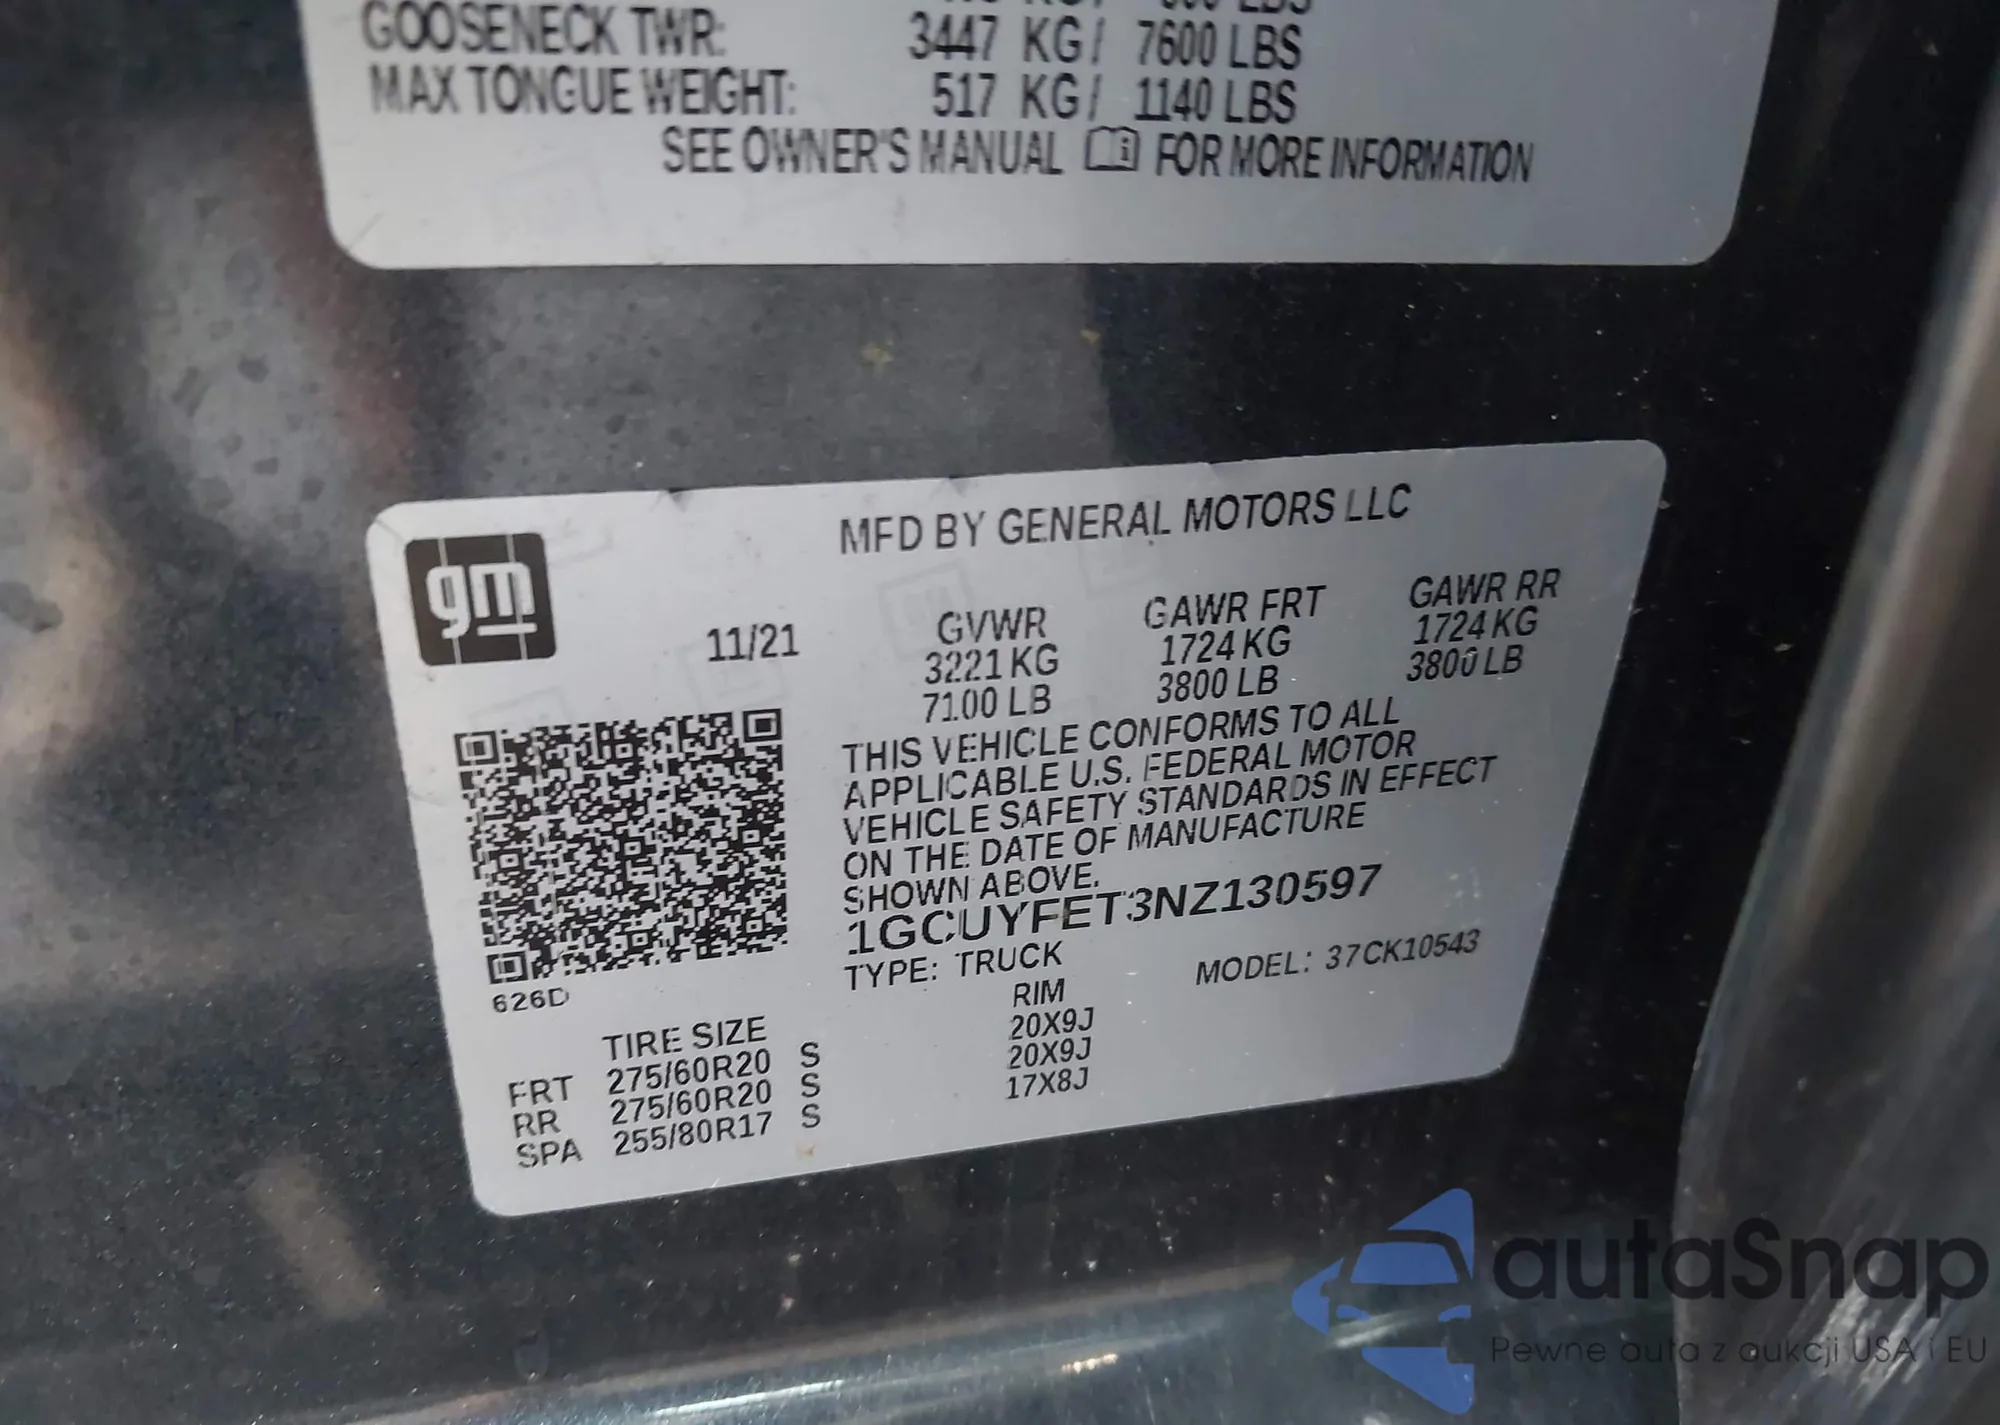 GOOSENECK TWR: 3447 KG / 7600 LBS
MAX TONGUE WEIGHT: 517 KG / 1140 LBS
SEE OWNER'S MANUAL FOR MORE INFORMATION
gm
MFD BY GENERAL MOTORS LLC
11/21 GVWR GAWR FRT GAWR RR
3221 KG 1724 KG 1724 KG
7100 LB 3800 LB 3800 LB
THIS VEHICLE CONFORMS TO ALL
APPLICABLE U.S. FEDERAL MOTOR
VEHICLE SAFETY STANDARDS IN EFFECT
ON THE DATE OF MANUFACTURE
SHOWN ABOVE.
1GCUYFET3NZ130597
TYPE: TRUCK MODEL: 37CK10543
626D
TIRE SIZE RIM
FRT 275/60R20 S 20X9J
RR 275/60R20 S 20X9J
SPA 255/80R17 S 17X8J
autaSnap
Pewne auta z aukcji USA i EU